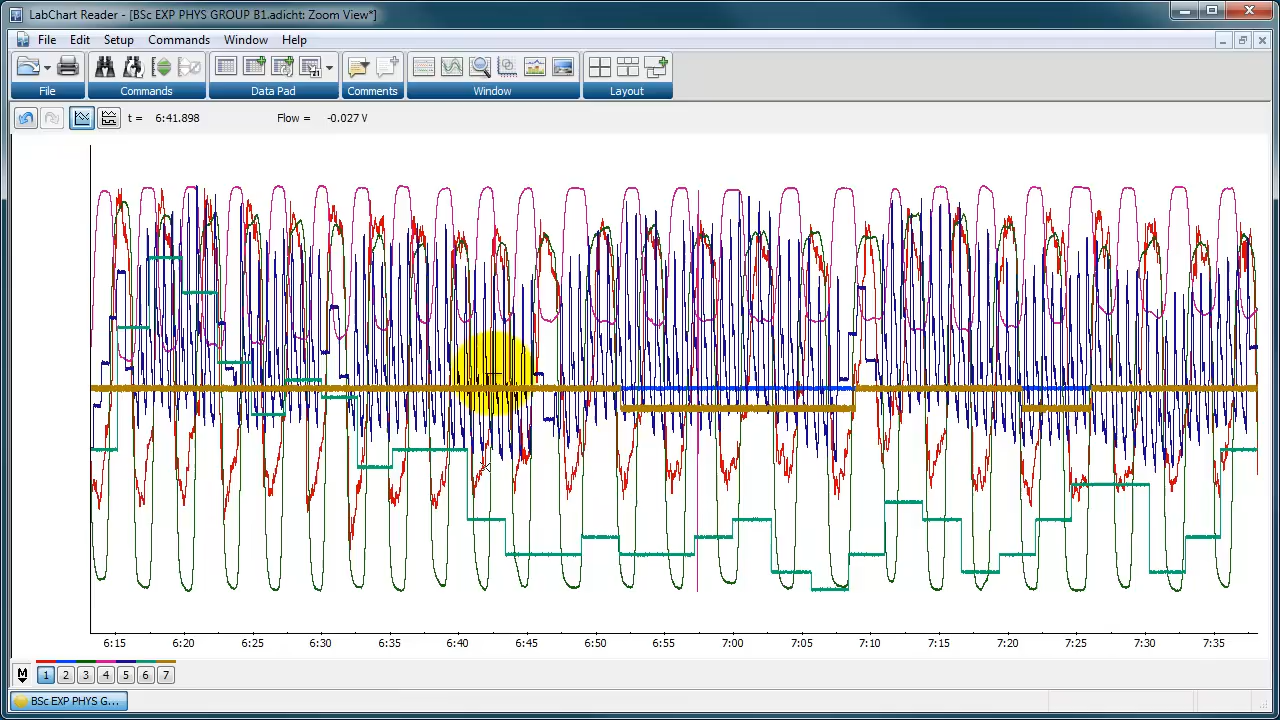 LabChart Reader - [BSc EXP PHYS GROUP B1.adicht: Zoom View*]
File Edit Setup Commands Window Help
File Commands Data Pad Comments Window Layout
t = 6:41.898 Flow = -0.027 V
6:15 6:20 6:25 6:30 6:35 6:40 6:45 6:50 6:55 7:00 7:05 7:10 7:15 7:20 7:25 7:30 7:35
M 1 2 3 4 5 6 7
BSc EXP PHYS G...